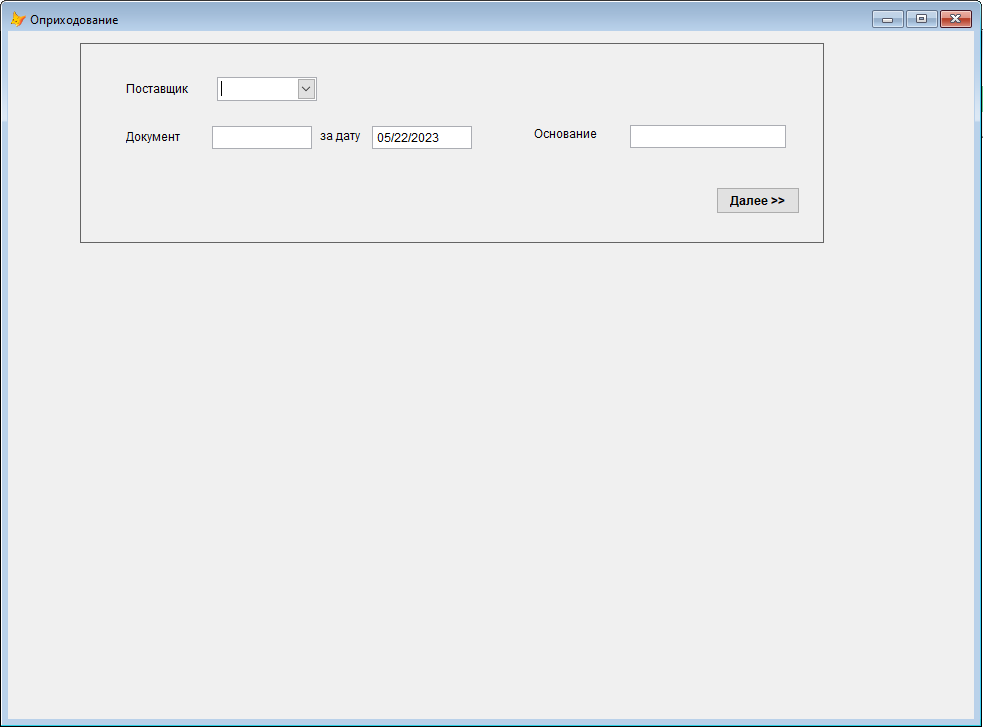 Оприходование
Поставщик
Документ за дату 05/22/2023 Основание
Далее >>